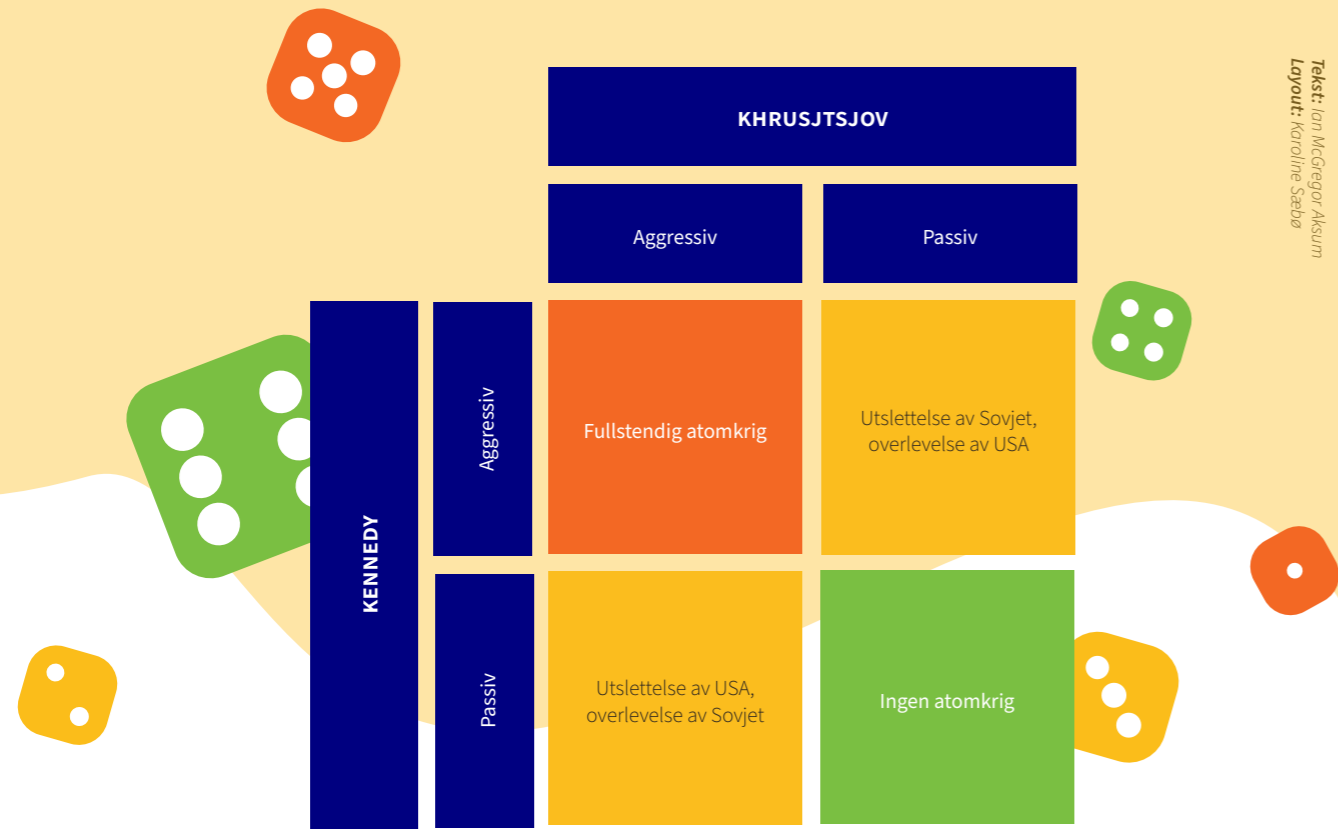 KHRUSJTSJOV
Aggressiv
Passiv
KENNEDY
Aggressiv
Fullstendig atomkrig
Utslettelse av Sovjet,
overlevelse av USA
Passiv
Utslettelse av USA,
overlevelse av Sovjet
Ingen atomkrig
Tekst: Ian McGregor Aksum
Layout: Karoline Sæbø